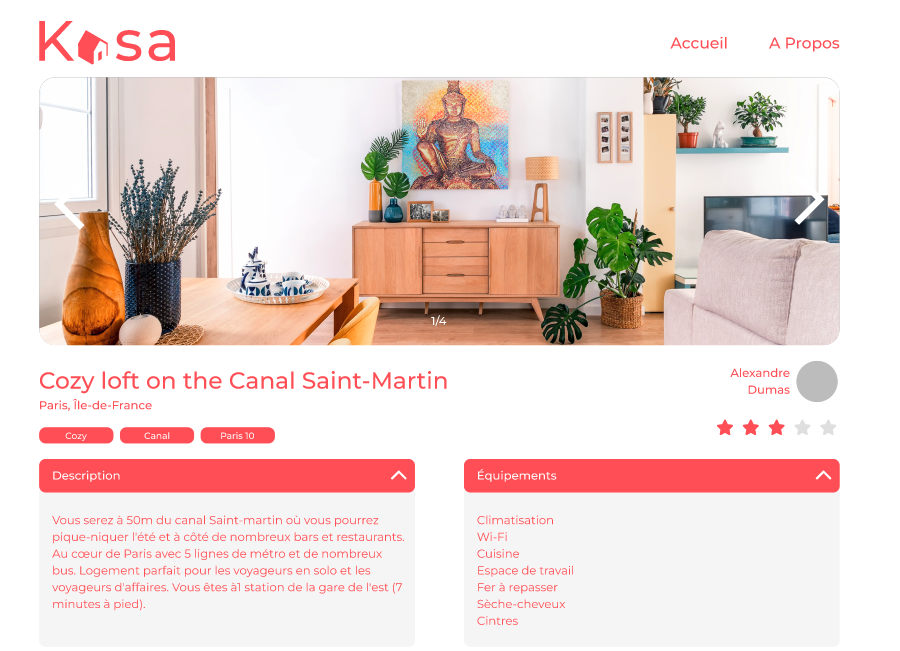 Kasa
Accueil
A Propos
1/4
Cozy loft on the Canal Saint-Martin
Paris, Île-de-France
Cozy
Canal
Paris 10
Alexandre
Dumas
Description
Vous serez à 50m du canal Saint-martin où vous pourrez
pique-niquer l'été et à côté de nombreux bars et restaurants.
Au cœur de Paris avec 5 lignes de métro et de nombreux
bus. Logement parfait pour les voyageurs en solo et les
voyageurs d'affaires. Vous êtes à1 station de la gare de l'est (7
minutes à pied).
Équipements
Climatisation
Wi-Fi
Cuisine
Espace de travail
Fer à repasser
Sèche-cheveux
Cintres